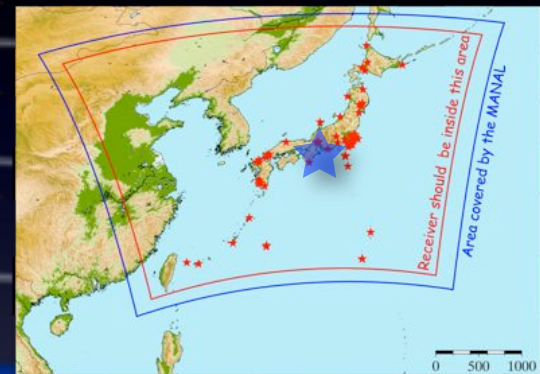 Receiver should be inside this area
Area covered by the MANAL
0 500 1000